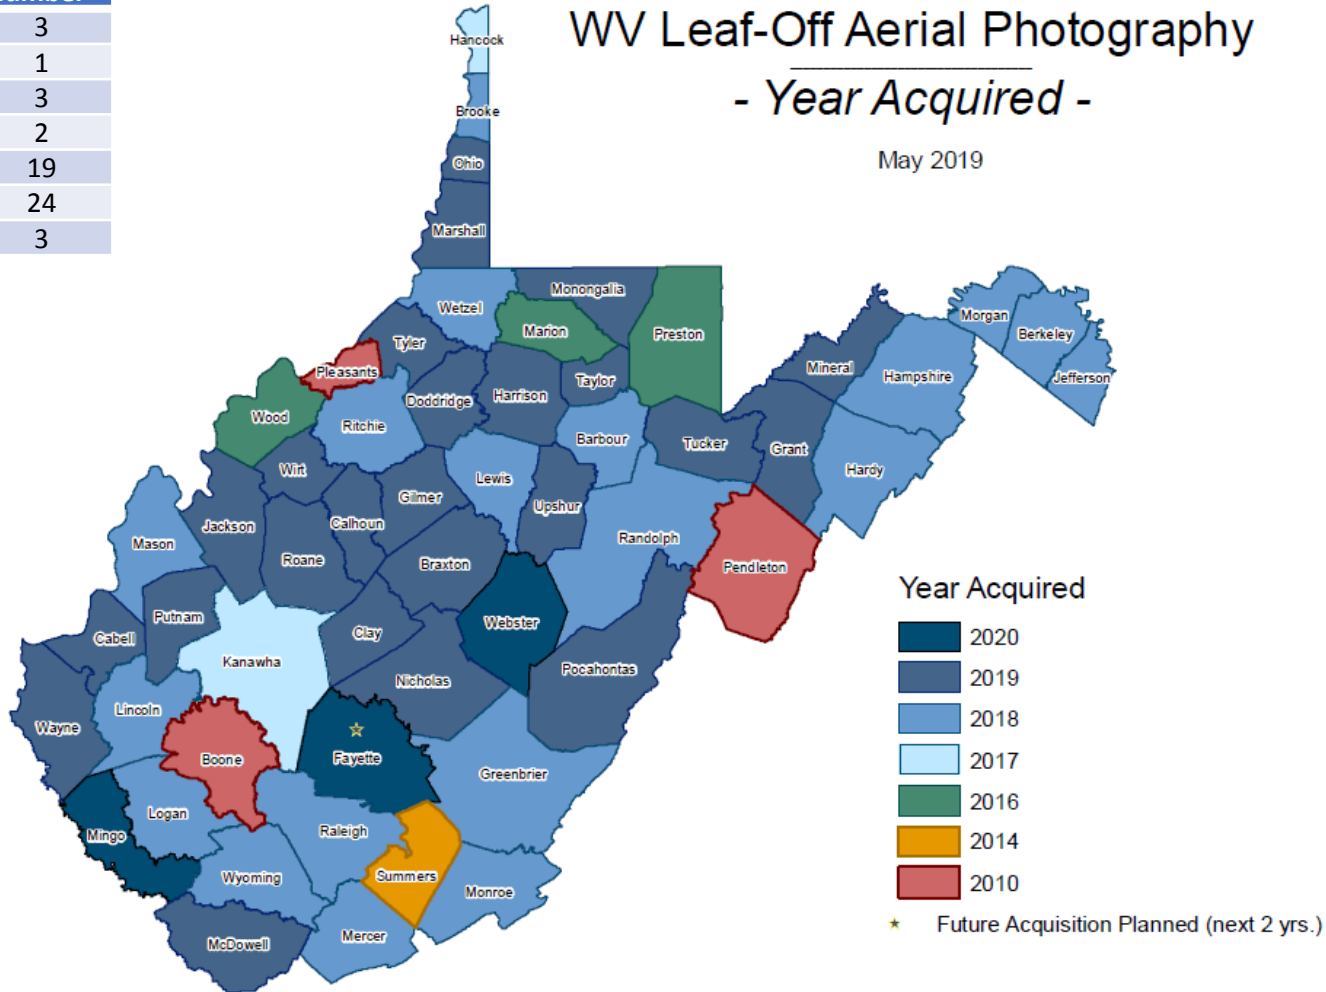 3
1
3
2
19
24
3
WV Leaf-Off Aerial Photography
- Year Acquired -
May 2019
Hancock
Brooke
Ohio
Marshall
Wetzel
Monongalia
Marion
Preston
Tyler
Pleasants
Doddridge
Harrison
Taylor
Wood
Ritchie
Barbour
Tucker
Mineral
Hampshire
Morgan
Berkeley
Jefferson
Grant
Hardy
Wirt
Gilmer
Lewis
Upshur
Calhoun
Jackson
Mason
Roane
Braxton
Randolph
Pendleton
Putnam
Cabell
Kanawha
Clay
Webster
Nicholas
Pocahontas
Wayne
Lincoln
Boone
Fayette
Greenbrier
Logan
Mingo
Raleigh
Wyoming
Summers
Monroe
Mercer
McDowell
Year Acquired
2020
2019
2018
2017
2016
2014
2010
Future Acquisition Planned (next 2 yrs.)